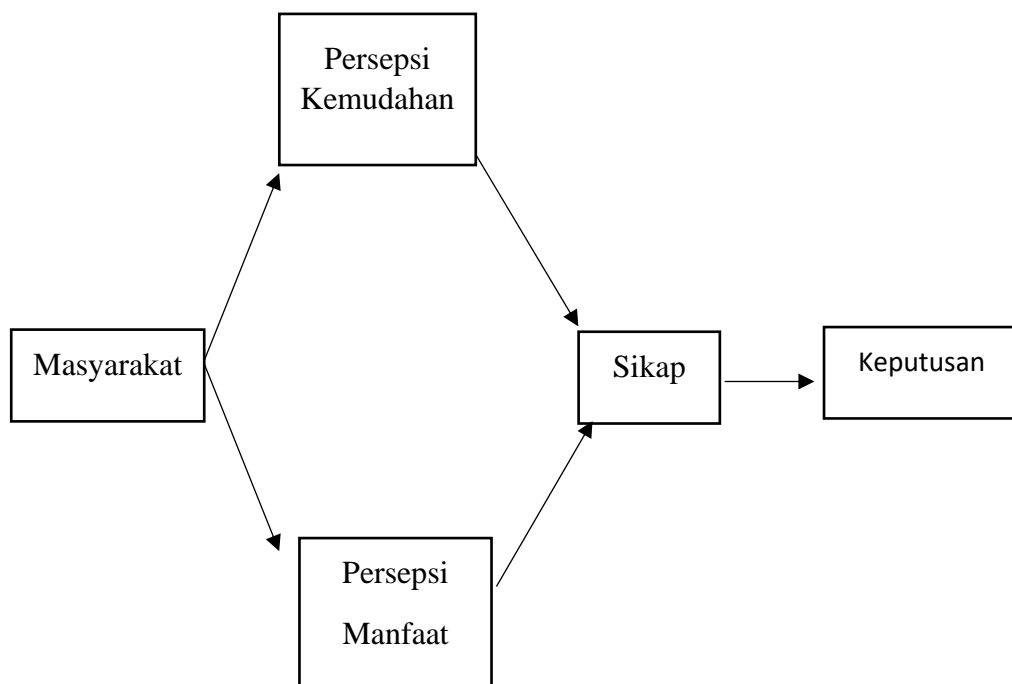 Persepsi
Kemudahan
Masyarakat
Sikap
Keputusan
Persepsi
Manfaat